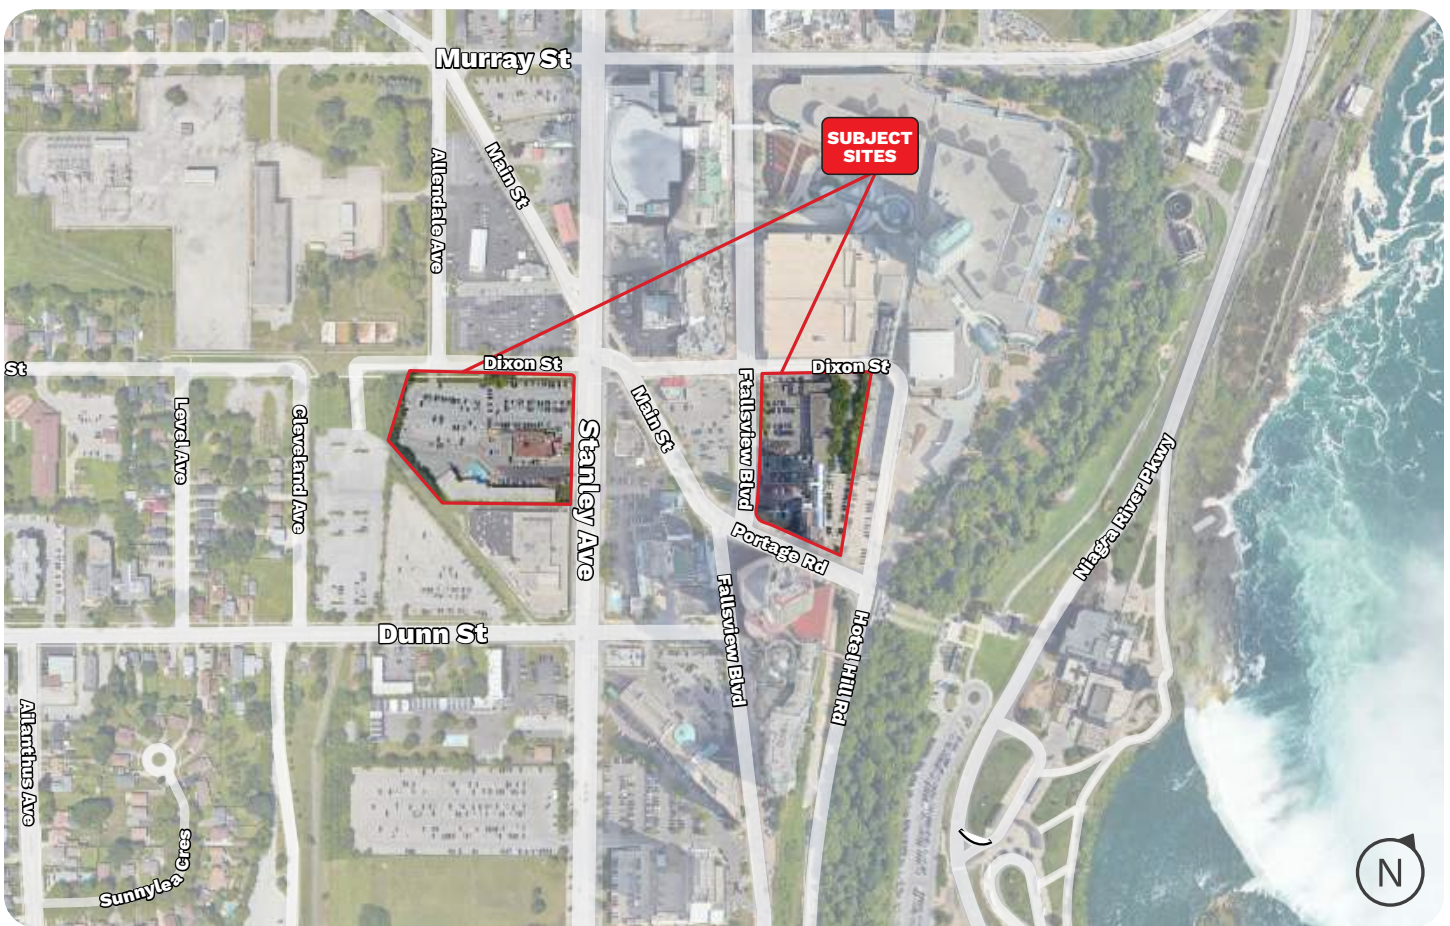 Murray St
Main St
Allendale Ave
SUBJECT
SITES
Dixon St
Dixon St
St
Level Ave
Cleveland Ave
Stanley Ave
Main St
Ftallsview Blvd
Portage Rd
Niagra River Pkwy
Dunn St
Fallsview Blvd
Hotel Hill Rd
Ailanthus Ave
Sunnylea Cres
N